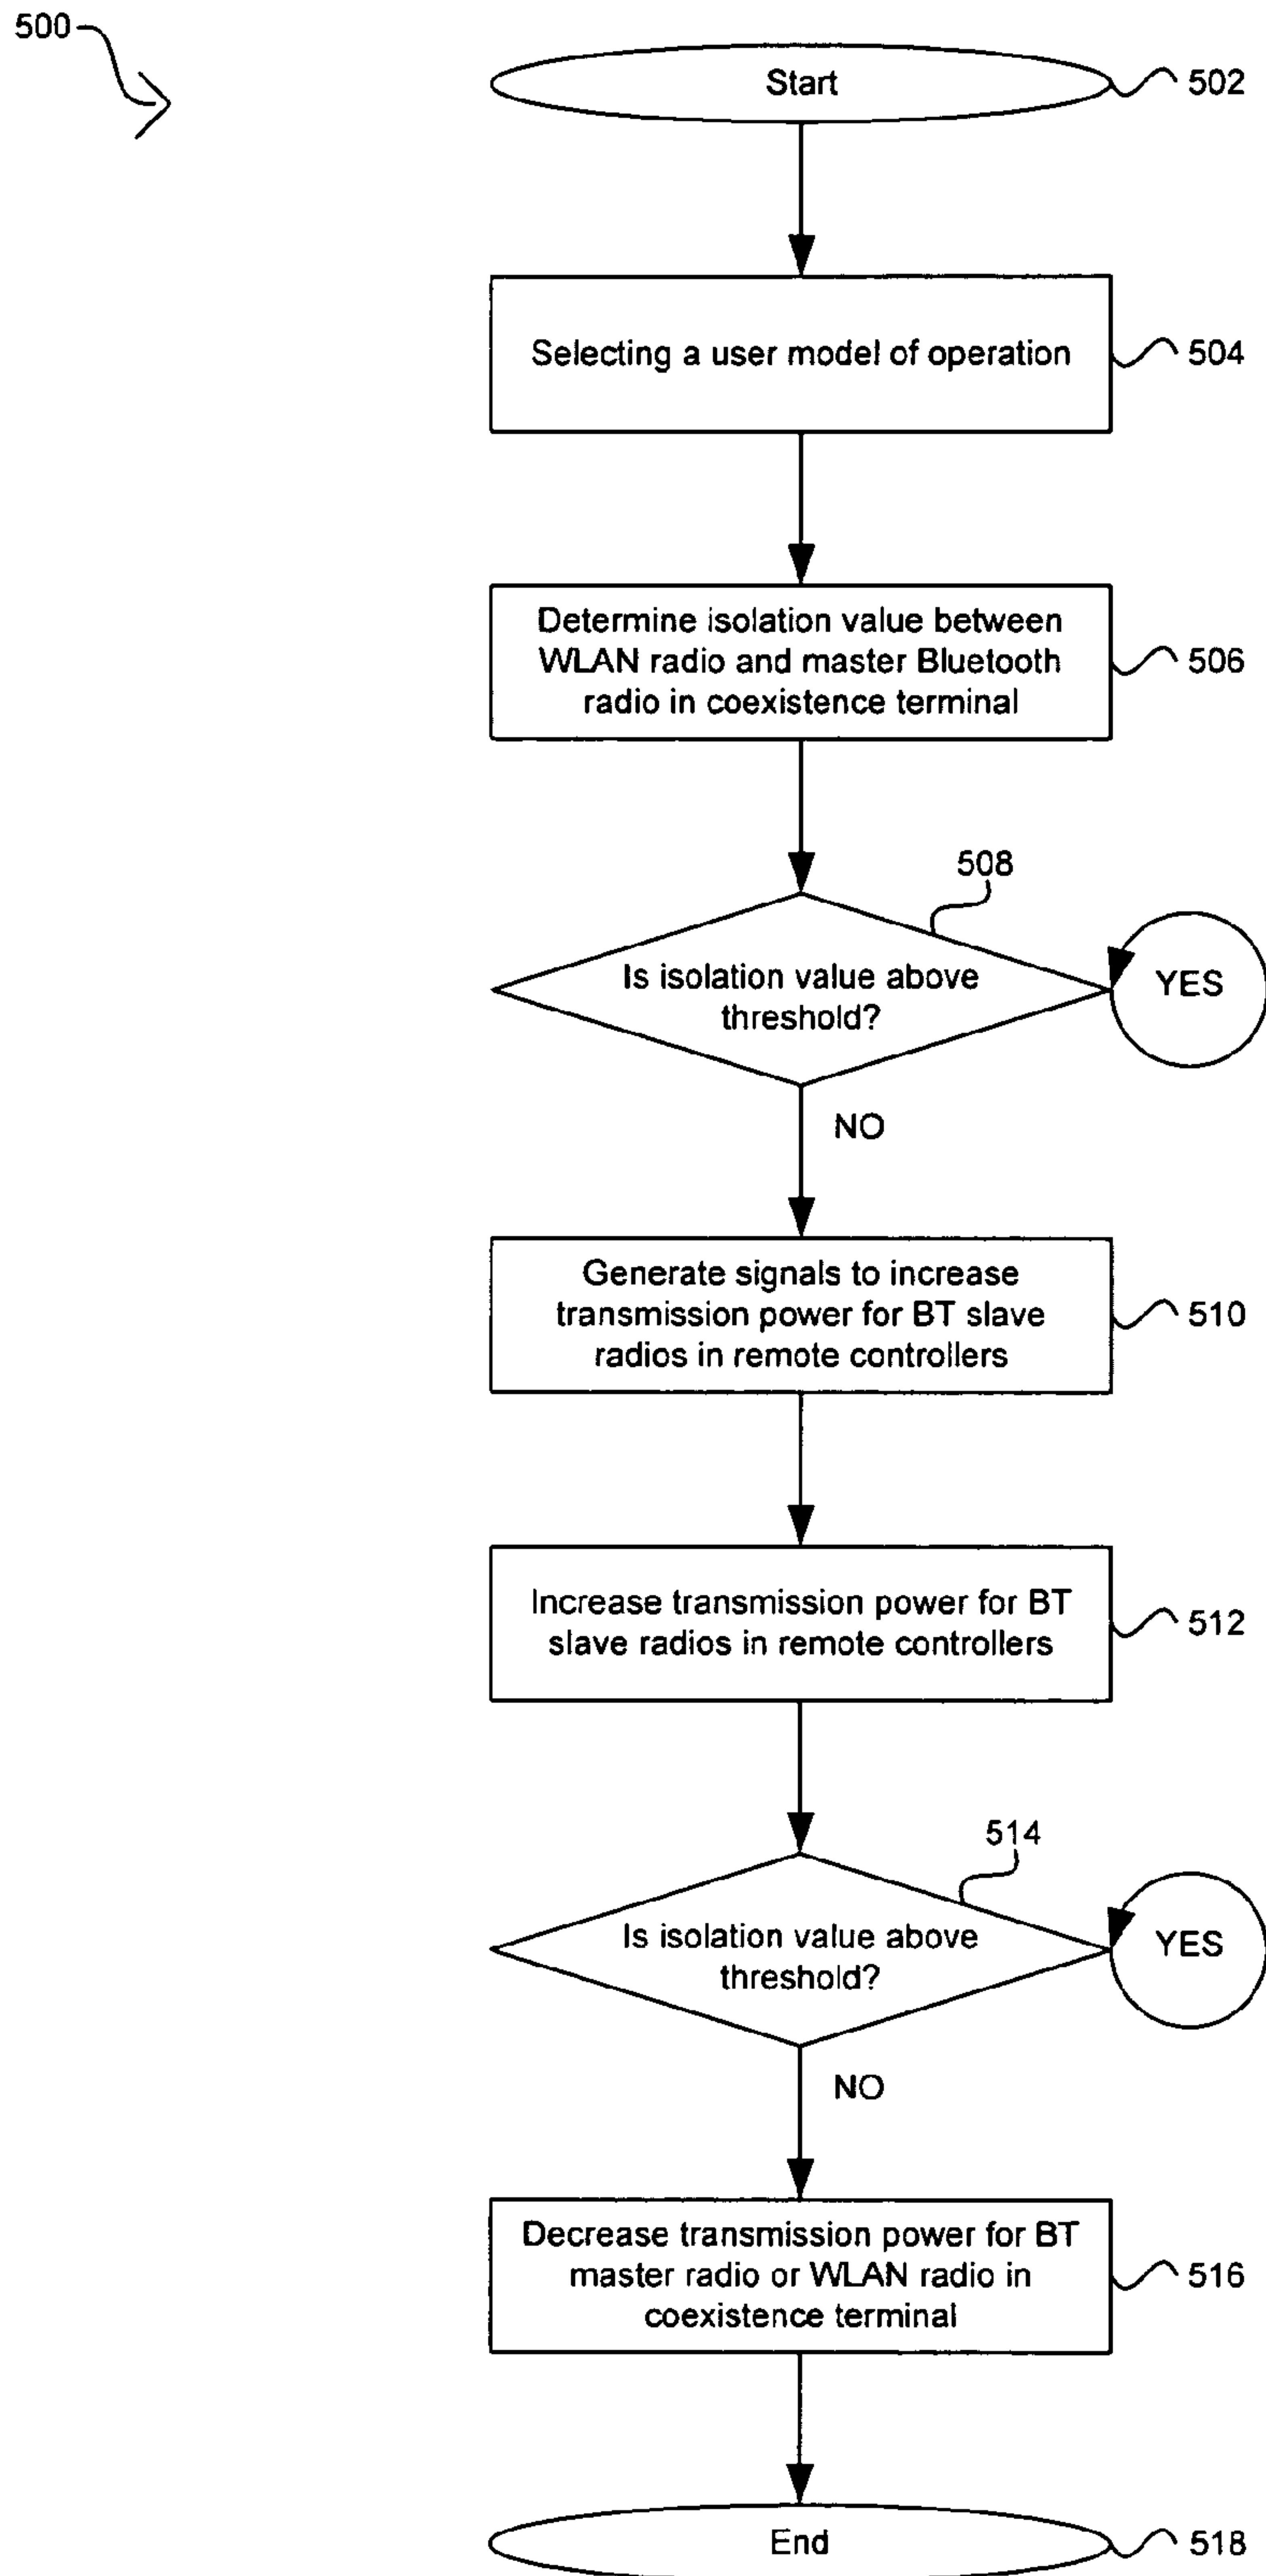 500
Start
502
Selecting a user model of operation
504
Determine isolation value between
WLAN radio and master Bluetooth
radio in coexistence terminal
506
508
Is isolation value above
threshold?
YES
NO
Generate signals to increase
transmission power for BT slave
radios in remote controllers
510
Increase transmission power for BT
slave radios in remote controllers
512
514
Is isolation value above
threshold?
YES
NO
Decrease transmission power for BT
master radio or WLAN radio in
coexistence terminal
516
End
518